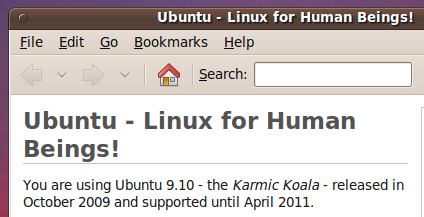 Ubuntu - Linux for Human Beings!
File Edit Go Bookmarks Help
Search:
Ubuntu - Linux for Human
Beings!
You are using Ubuntu 9.10 - the Karmic Koala - released in
October 2009 and supported until April 2011.